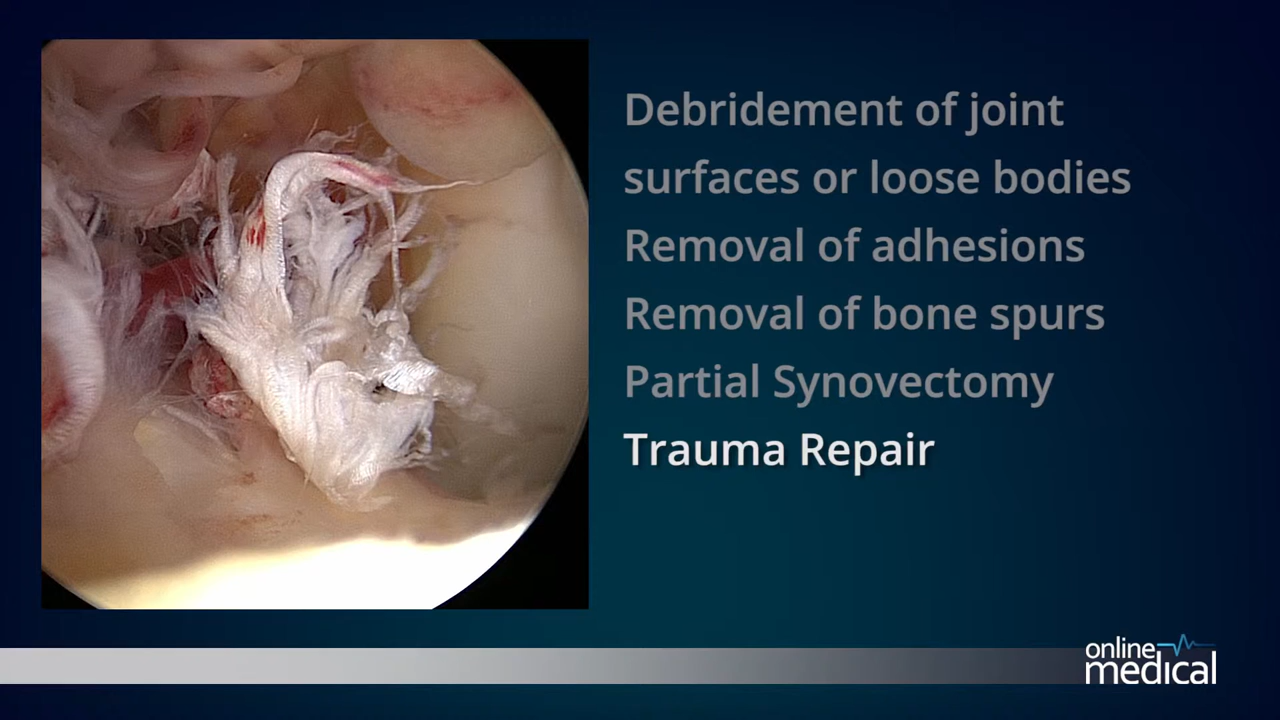 Debridement of joint
surfaces or loose bodies
Removal of adhesions
Removal of bone spurs
Partial Synovectomy
Trauma Repair
online
medical